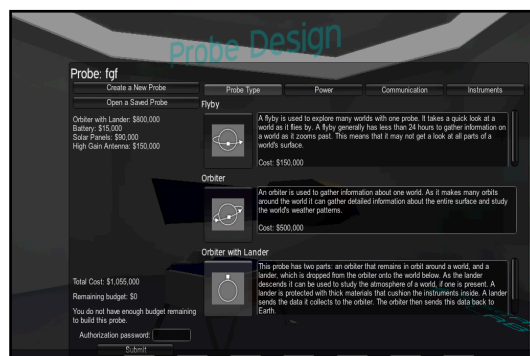 Probe Design
Probe: fgf
Create a New Probe
Open a Saved Probe
Orbiter with Lander: $800,000
Battery: $15,000
Solar Panels: $90,000
High Gain Antenna: $150,000
Total Cost: $1,055,000
Remaining budget: $0
You do not have enough budget remaining
to build this probe.
Authorization password:
Submit
Probe Type
Power
Communication
Instruments
Flyby
A flyby is used to explore many worlds with one probe. It takes a quick look at a
world as it flies by. A flyby generally has less than 24 hours to gather information on
a world as it zooms past. This means that it may not get a look at all parts of a
world's surface.
Cost: $150,000
Orbiter
An orbiter is used to gather information about one world. As it makes many orbits
around the world it can gather detailed information about the entire surface and study
the world's weather patterns.
Cost: $500,000
Orbiter with Lander
This probe has two parts: an orbiter that remains in orbit around a world, and a
lander, which is dropped from the orbiter onto the world below. As the lander
descends it can be used to study the atmosphere of a world, if one is present. A
lander is protected with thick materials that cushion the instruments inside. A lander
sends the data it collects to the orbiter. The orbiter then sends this data back to
Earth.